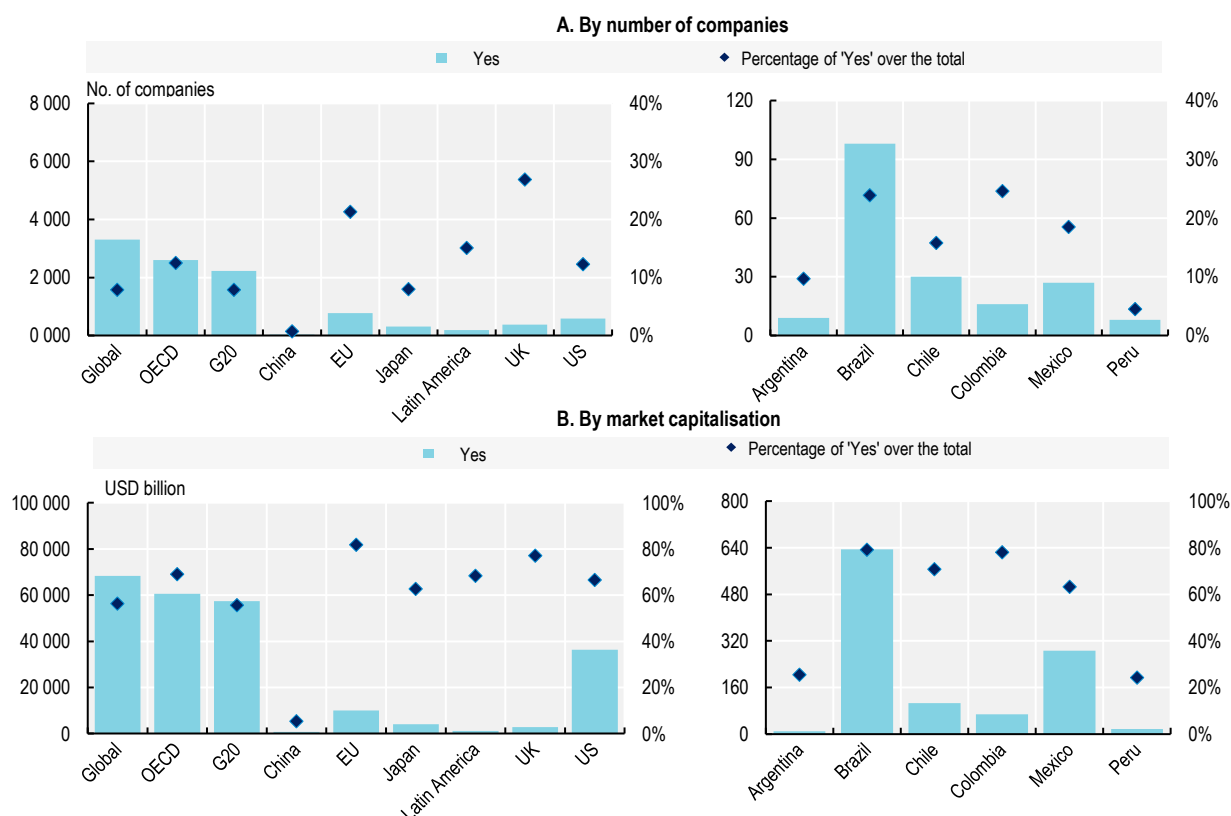 A. By number of companies
Yes
Percentage of 'Yes' over the total
No. of companies
8 000
6 000
4 000
2 000
0 000
40%
30%
20%
10%
0%
Global
OECD
G20
China
EU
Japan
Latin America
UK
US
120
90
60
30
0
40%
30%
20%
10%
0%
Argentina
Brazil
Chile
Colombia
Mexico
Peru
B. By market capitalisation
Yes
Percentage of 'Yes' over the total
USD billion
100 000
80 000
60 000
40 000
20 000
0
100%
80%
60%
40%
20%
0%
Global
OECD
G20
China
EU
Japan
Latin America
UK
US
800
640
480
320
160
0
100%
80%
60%
40%
20%
0%
Argentina
Brazil
Chile
Colombia
Mexico
Peru